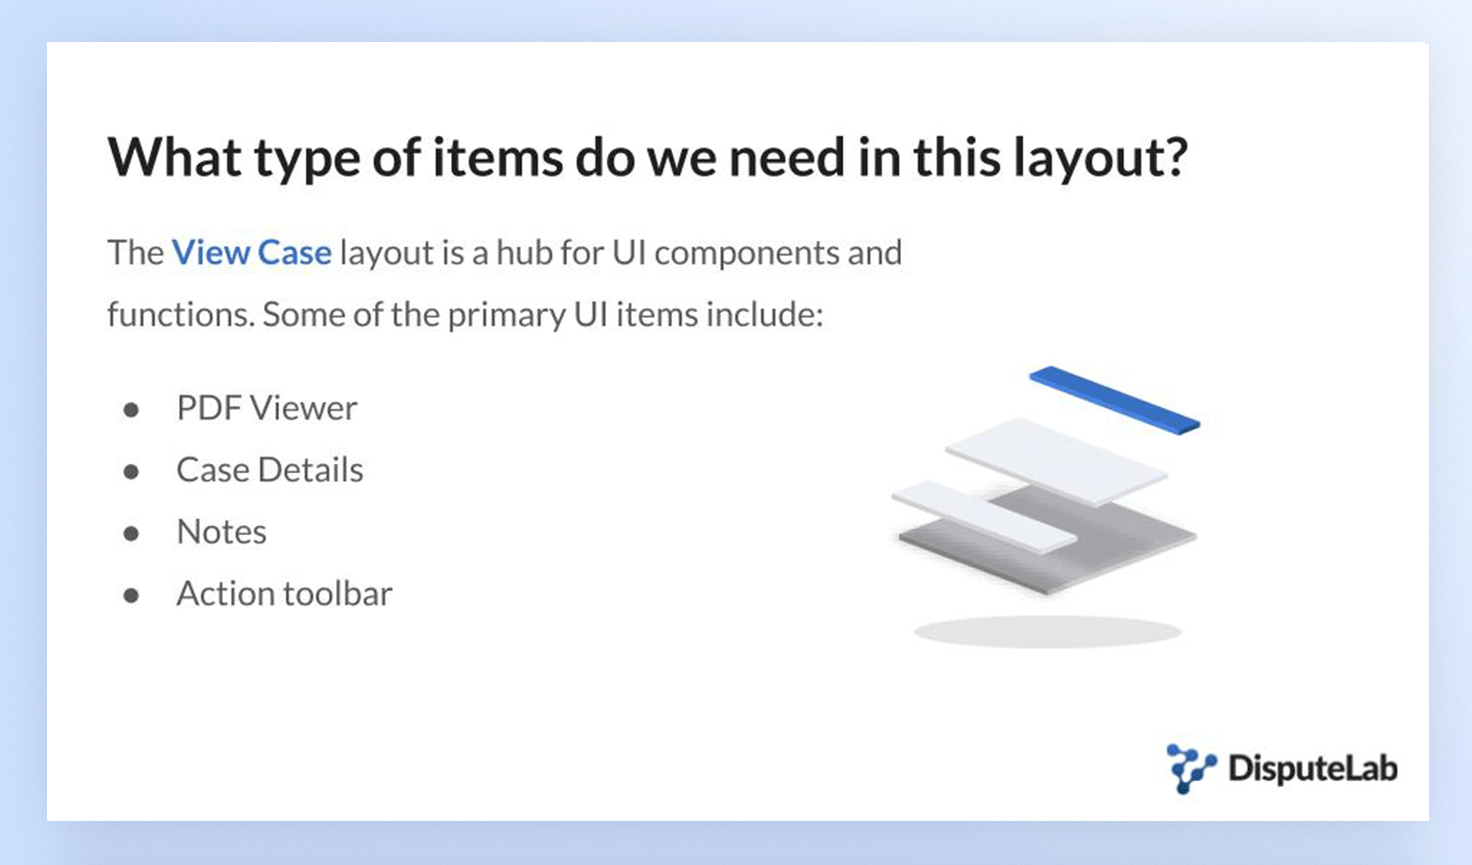 What type of items do we need in this layout?
The View Case layout is a hub for UI components and
functions. Some of the primary UI items include:
● PDF Viewer
● Case Details
● Notes
● Action toolbar
DisputeLab